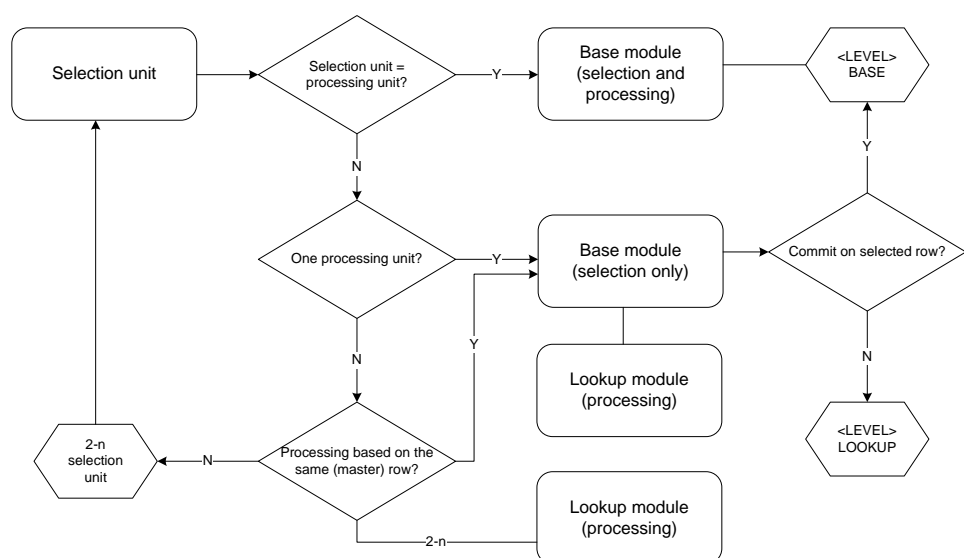 Selection unit
Selection unit =
processing unit?
Y
Base module
(selection and
processing)
<LEVEL>
BASE
N
Y
One processing unit?
Y
Base module
(selection only)
Commit on selected row?
N
Y
N
Lookup module
(processing)
<LEVEL>
LOOKUP
2-n
selection
unit
N
Processing based on the
same (master) row?
2-n
Lookup module
(processing)